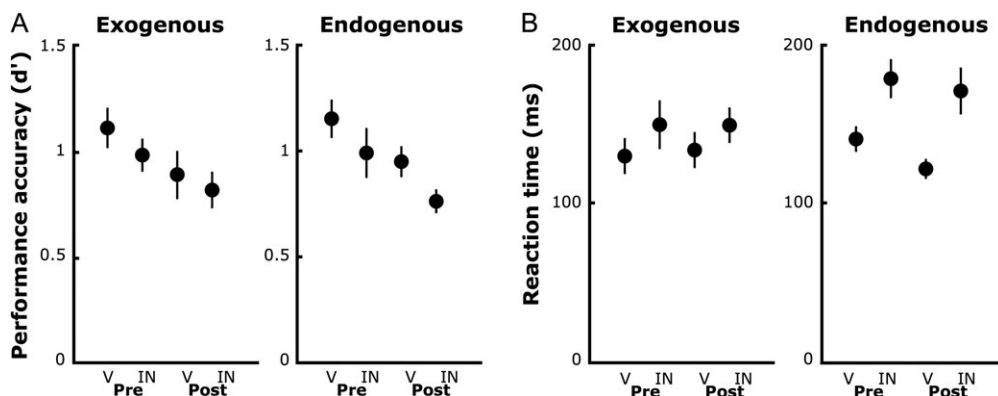 A
Exogenous
Endogenous
Performance accuracy (d')
1.5
1
0.5
0
V IN V IN
Pre Post
1.5
1
0.5
0
V IN V IN
Pre Post
B
Exogenous
Endogenous
Reaction time (ms)
200
100
0
V IN V IN
Pre Post
200
100
0
V IN V IN
Pre Post